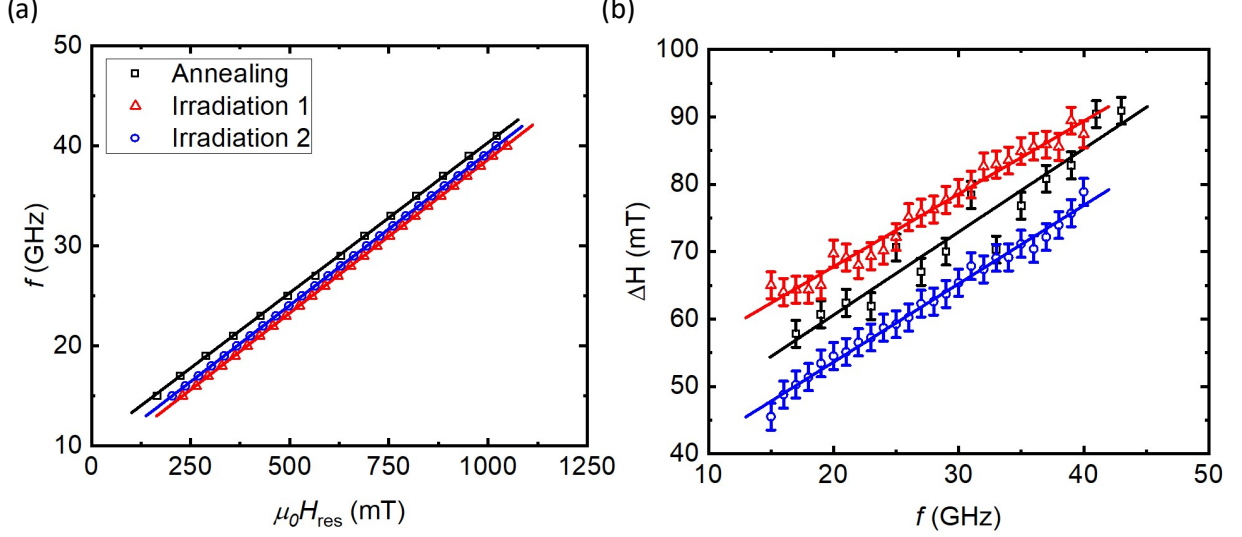 (a)
50
40
30
20
10
f (GHz)
Annealing
Irradiation 1
Irradiation 2
0
250
500
750
1000
1250
μ0Hres (mT)
(b)
100
90
80
70
60
50
40
ΔH (mT)
10
20
30
40
50
f (GHz)